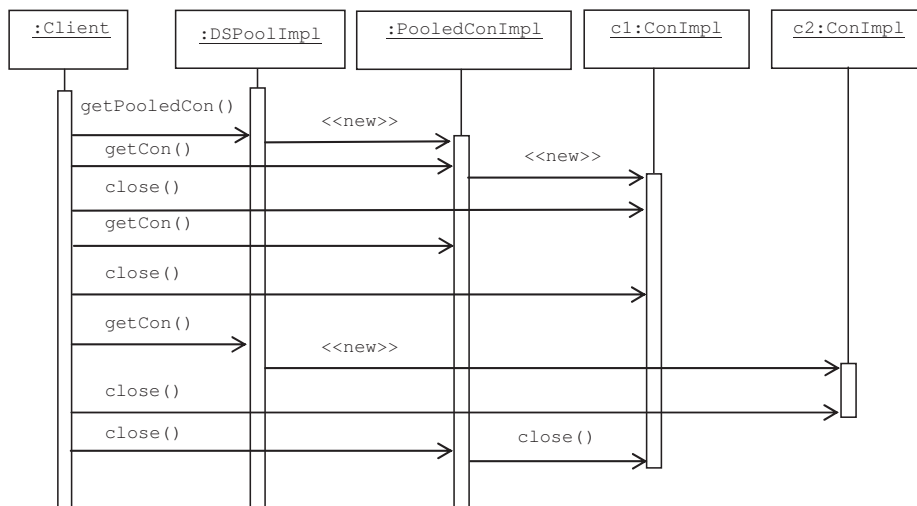 :Client
:DSPoolImpl
:PooledConImpl
c1:ConImpl
c2:ConImpl
getPooledCon()
<<new>>
getCon()
<<new>>
close()
getCon()
close()
getCon()
<<new>>
close()
close()
close()